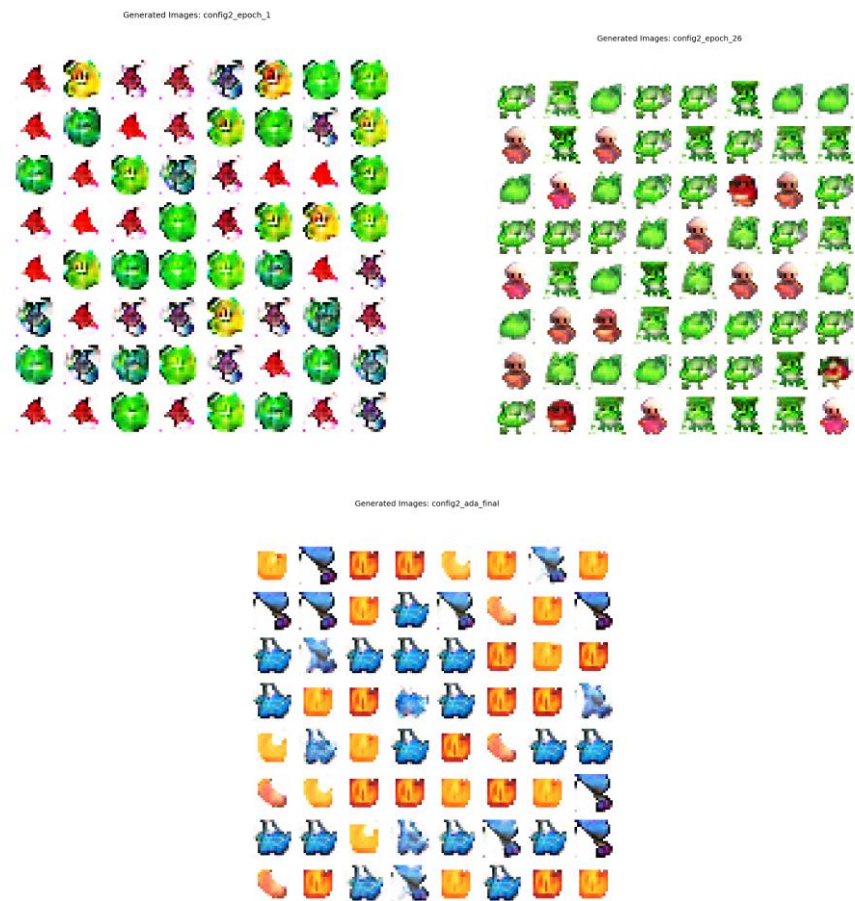 Generated Images: config2_epoch_1
Generated Images: config2_epoch_26
Generated Images: config2_ada_final